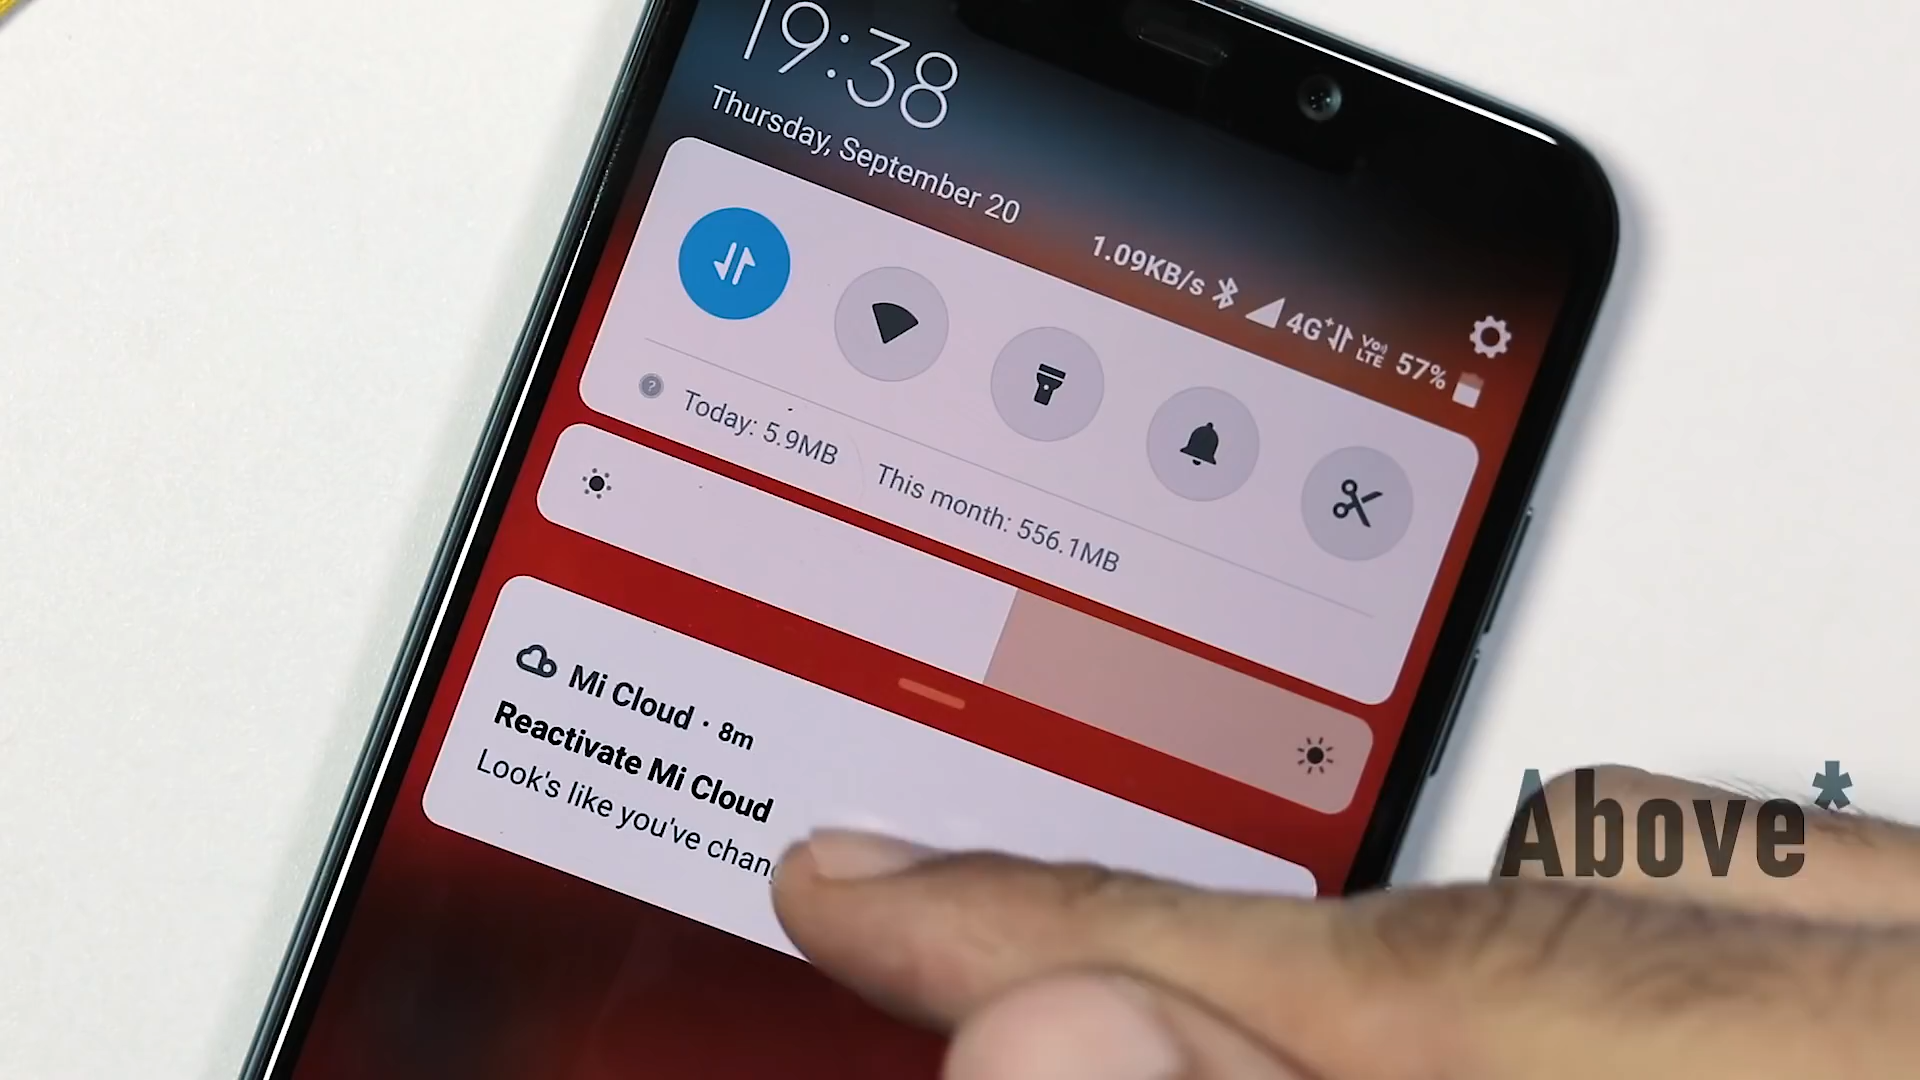 19:38
Thursday, September 20
1.09KB/s 4G+ Vo) LTE 57%
Today: 5.9MB This month: 556.1MB
Mi Cloud · 8m
Reactivate Mi Cloud
Look's like you've
Above*